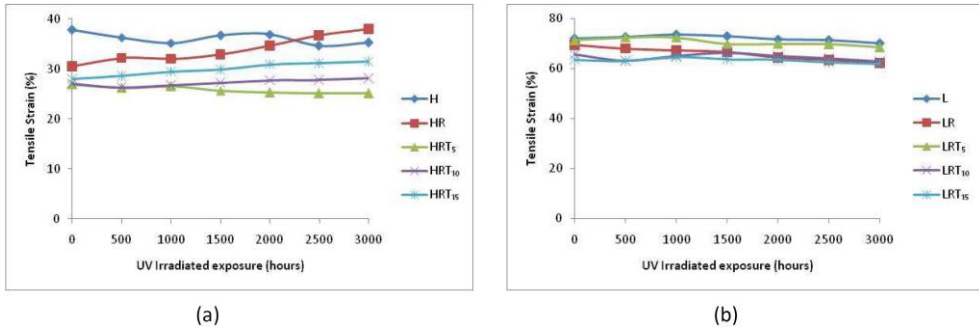 40
30
20
10
0
Tensile Strain (%)
0 500 1000 1500 2000 2500 3000
UV Irradiated exposure (hours)
H
HR
HRT₅
HRT₁₀
HRT₁₅
(a)
80
60
40
20
0
Tensile Strain (%)
0 500 1000 1500 2000 2500 3000
UV Irradiated exposure (hours)
L
LR
LRT₅
LRT₁₀
LRT₁₅
(b)